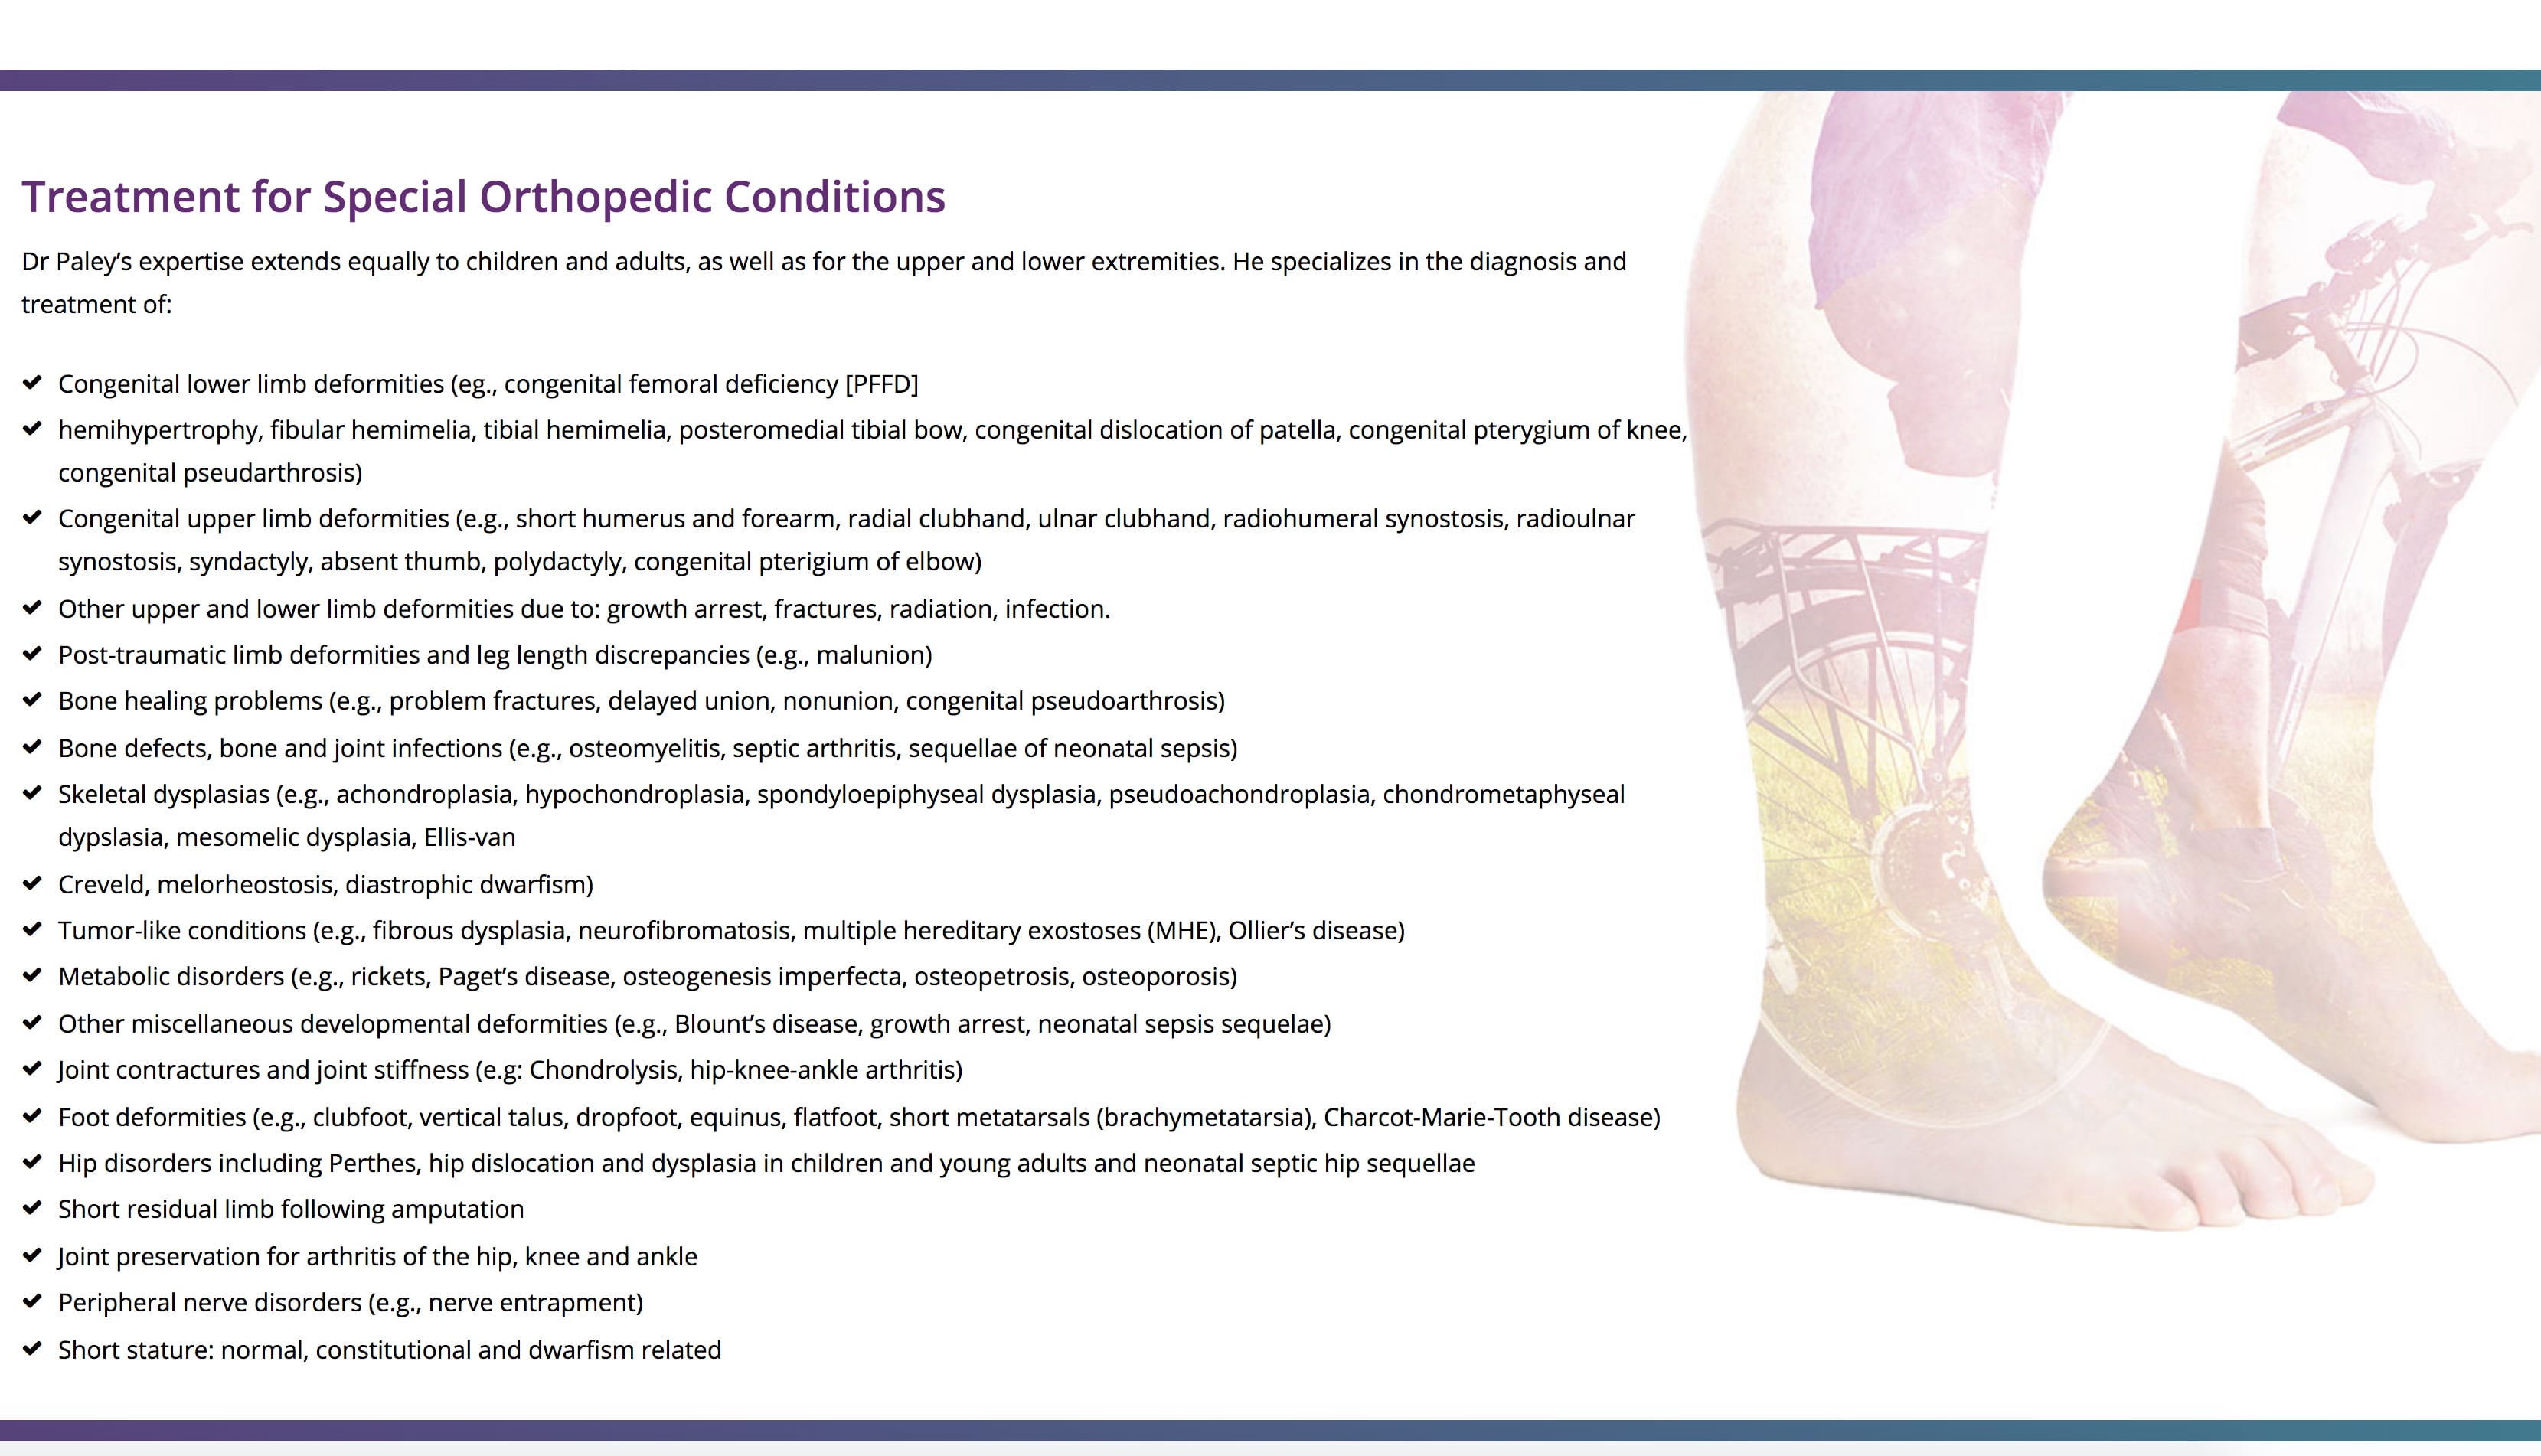 Treatment for Special Orthopedic Conditions
Dr Paley’s expertise extends equally to children and adults, as well as for the upper and lower extremities. He specializes in the diagnosis and
treatment of:
Congenital lower limb deformities (eg., congenital femoral deficiency [PFFD]
hemihypertrophy, fibular hemimelia, tibial hemimelia, posteromedial tibial bow, congenital dislocation of patella, congenital pterygium of knee,
congenital pseudarthrosis)
Congenital upper limb deformities (e.g., short humerus and forearm, radial clubhand, ulnar clubhand, radiohumeral synostosis, radioulnar
synostosis, syndactyly, absent thumb, polydactyly, congenital pterigium of elbow)
Other upper and lower limb deformities due to: growth arrest, fractures, radiation, infection.
Post-traumatic limb deformities and leg length discrepancies (e.g., malunion)
Bone healing problems (e.g., problem fractures, delayed union, nonunion, congenital pseudoarthrosis)
Bone defects, bone and joint infections (e.g., osteomyelitis, septic arthritis, sequellae of neonatal sepsis)
Skeletal dysplasias (e.g., achondroplasia, hypochondroplasia, spondyloepiphyseal dysplasia, pseudoachondroplasia, chondrometaphyseal
dypslasia, mesomelic dysplasia, Ellis-van
Creveld, melorheostosis, diastrophic dwarfism)
Tumor-like conditions (e.g., fibrous dysplasia, neurofibromatosis, multiple hereditary exostoses (MHE), Ollier’s disease)
Metabolic disorders (e.g., rickets, Paget’s disease, osteogenesis imperfecta, osteopetrosis, osteoporosis)
Other miscellaneous developmental deformities (e.g., Blount’s disease, growth arrest, neonatal sepsis sequelae)
Joint contractures and joint stiffness (e.g: Chondrolysis, hip-knee-ankle arthritis)
Foot deformities (e.g., clubfoot, vertical talus, dropfoot, equinus, flatfoot, short metatarsals (brachymetatarsia), Charcot-Marie-Tooth disease)
Hip disorders including Perthes, hip dislocation and dysplasia in children and young adults and neonatal septic hip sequellae
Short residual limb following amputation
Joint preservation for arthritis of the hip, knee and ankle
Peripheral nerve disorders (e.g., nerve entrapment)
Short stature: normal, constitutional and dwarfism related